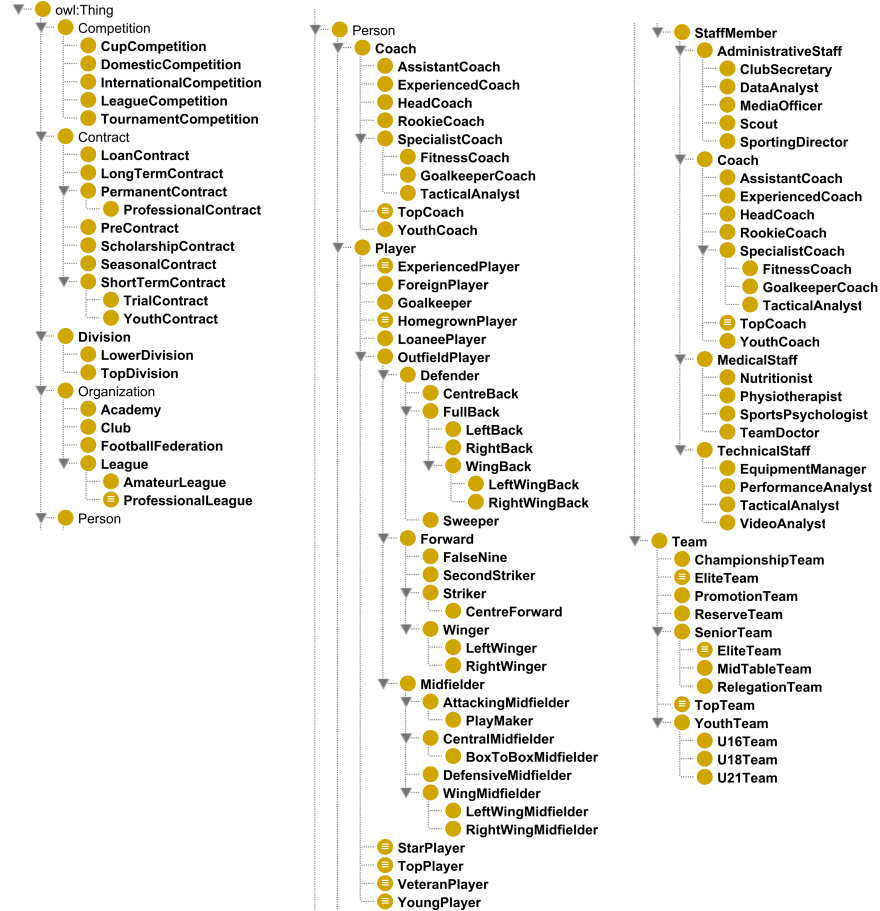 owl:Thing
Competition
CupCompetition
DomesticCompetition
InternationalCompetition
LeagueCompetition
TournamentCompetition
Contract
LoanContract
LongTermContract
PermanentContract
ProfessionalContract
PreContract
ScholarshipContract
SeasonalContract
ShortTermContract
TrialContract
YouthContract
Division
LowerDivision
TopDivision
Organization
Academy
Club
FootballFederation
League
AmateurLeague
ProfessionalLeague
Person
Person
Coach
AssistantCoach
ExperiencedCoach
HeadCoach
RookieCoach
SpecialistCoach
FitnessCoach
GoalkeeperCoach
TacticalAnalyst
TopCoach
YouthCoach
Player
ExperiencedPlayer
ForeignPlayer
Goalkeeper
HomegrownPlayer
LoaneePlayer
OutfieldPlayer
Defender
CentreBack
FullBack
LeftBack
RightBack
WingBack
LeftWingBack
RightWingBack
Sweeper
Forward
FalseNine
SecondStriker
Striker
CentreForward
Winger
LeftWinger
RightWinger
Midfielder
AttackingMidfielder
PlayMaker
CentralMidfielder
BoxToBoxMidfielder
DefensiveMidfielder
WingMidfielder
LeftWingMidfielder
RightWingMidfielder
StarPlayer
TopPlayer
VeteranPlayer
YoungPlayer
StaffMember
AdministrativeStaff
ClubSecretary
DataAnalyst
MediaOfficer
Scout
SportingDirector
Coach
AssistantCoach
ExperiencedCoach
HeadCoach
RookieCoach
SpecialistCoach
FitnessCoach
GoalkeeperCoach
TacticalAnalyst
TopCoach
YouthCoach
MedicalStaff
Nutritionist
Physiotherapist
SportsPsychologist
TeamDoctor
TechnicalStaff
EquipmentManager
PerformanceAnalyst
TacticalAnalyst
VideoAnalyst
Team
ChampionshipTeam
EliteTeam
PromotionTeam
ReserveTeam
SeniorTeam
EliteTeam
MidTableTeam
RelegationTeam
TopTeam
YouthTeam
U16Team
U18Team
U21Team